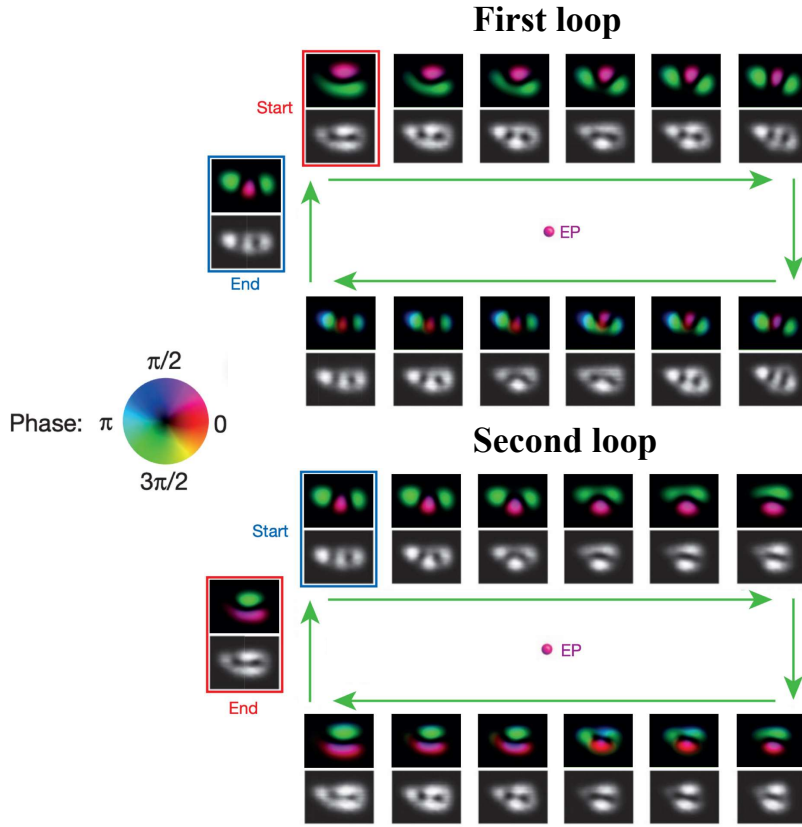 First loop
Start
EP
End
π/2
Phase: π 0
3π/2
Second loop
Start
EP
End